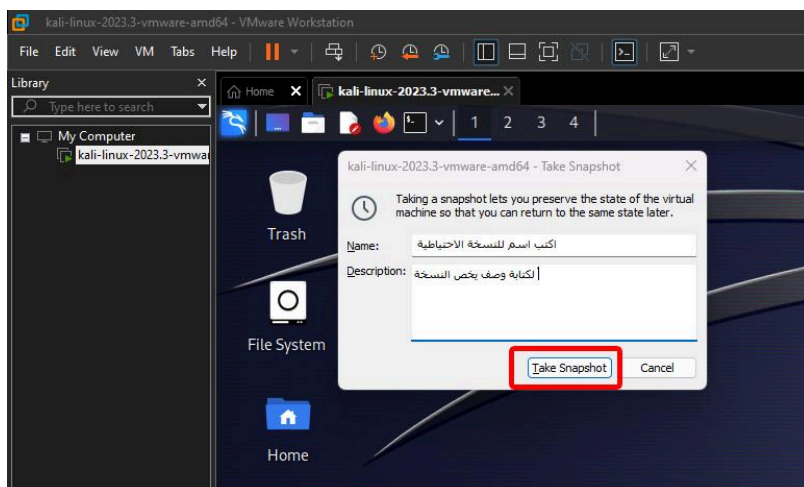 kali-linux-2023.3-vmware-amd64 - VMware Workstation
File Edit View VM Tabs Help
Library
Home
kali-linux-2023.3-vmware...
Type here to search
1 2 3 4
My Computer
kali-linux-2023.3-vmwar
kali-linux-2023.3-vmware-amd64 - Take Snapshot
Taking a snapshot lets you preserve the state of the virtual
machine so that you can return to the same state later.
Name:
اكتب اسم للنسخة الاحتياطية
Description:
لكتابة وصف يخص النسخة
Take Snapshot Cancel
Trash
File System
Home